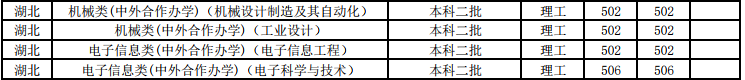 湖北 机械类(中外合作办学)(机械设计制造及其自动化) 本科二批 理工 502 502
湖北 机械类(中外合作办学)(工业设计) 本科二批 理工 502 502
湖北 电子信息类(中外合作办学)(电子信息工程) 本科二批 理工 502 502
湖北 电子信息类(中外合作办学)(电子科学与技术) 本科二批 理工 506 506